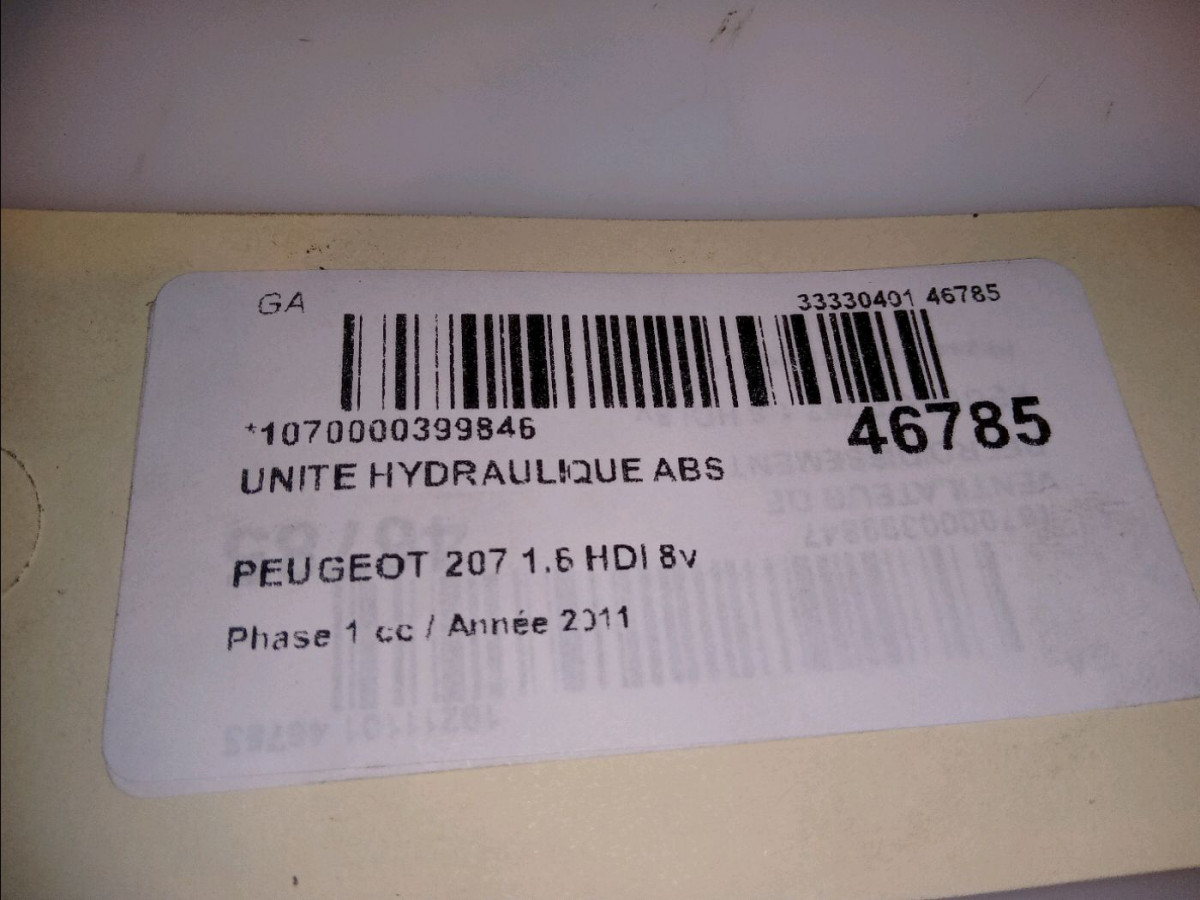 GA
33330401 46785
*1070000399846
46785
UNITE HYDRAULIQUE ABS
PEUGEOT 207 1.6 HDI 8v
Phase 1 cc / Année 2011